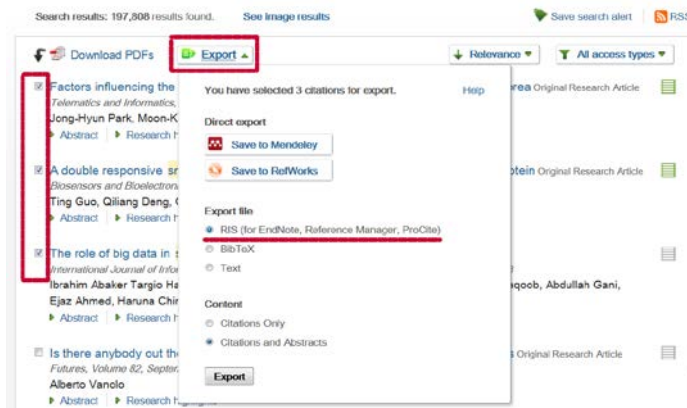 Search results: 197,808 results found. See image results Save search alert RSS
Download PDFs Export Relevance All access types
Factors influencing the
rea Original Research Article
Telematics and Informatics,
Jong-Hyun Park, Moon-K
Abstract Research h
You have selected 3 citations for export. Help
Direct export
Save to Mendeley
Save to RefWorks
Export file
RIS (for EndNote, Reference Manager, ProCite)
BibTeX
Text
Content
Citations Only
Citations and Abstracts
Export
A double responsive
otein Original Research Article
Biosensors and Bioelectron
Ting Guo, Qiliang Deng,
Abstract Research h
The role of big data in
International Journal of Infor
Ibrahim Abaker Targio Ha
qoob, Abdullah Gani,
Ejaz Ahmed, Haruna Chir
Abstract Research h
Is there anybody out th
s Original Research Article
Futures, Volume 82, Septem
Alberto Vanolo
Abstract Research highlights